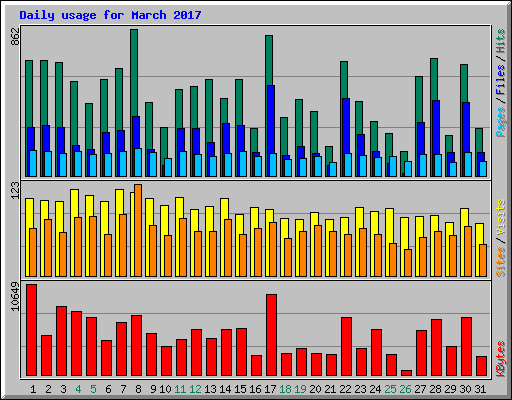 Daily usage for March 2017
862
Pages / Files / Hits
123
Sites / Visits
10649
KBytes
1 2 3 4 5 6 7 8 9 10 11 12 13 14 15 16 17 18 19 20 21 22 23 24 25 26 27 28 29 30 31